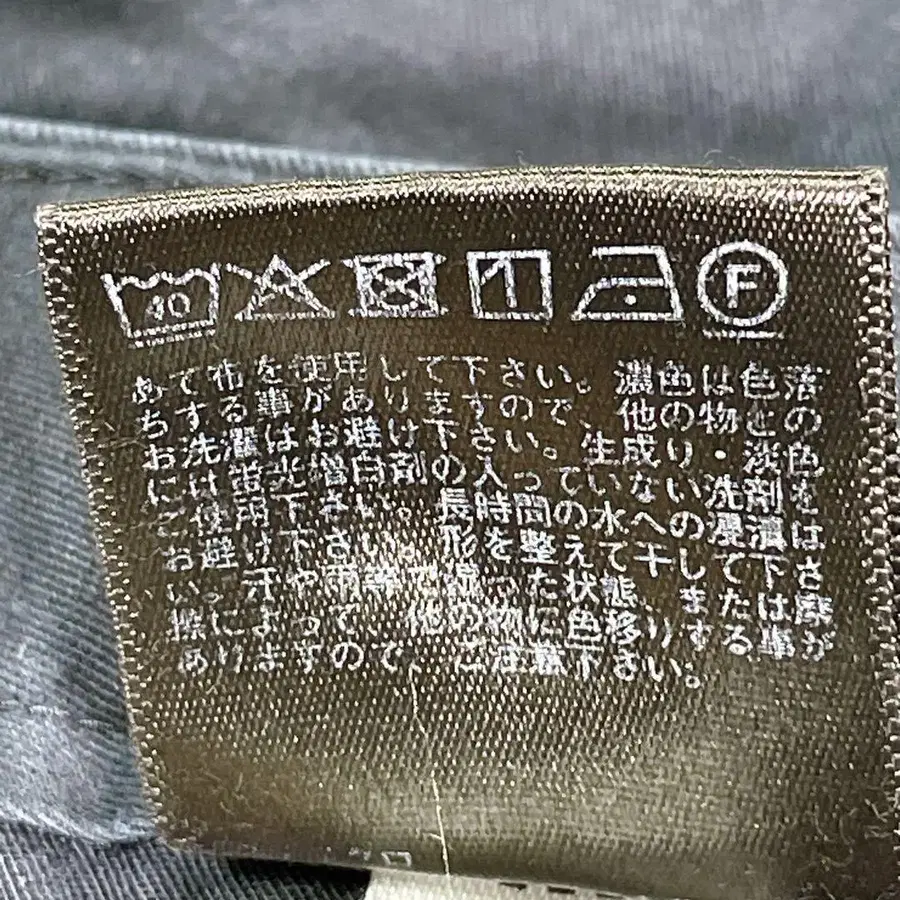 40
1
F
あて布を使用して下さい。濃色は色落
ちする事がありますので、他の物との
お洗濯はお避け下さい。生成り・淡色
には蛍光増白剤の入っていない洗剤を
ご使用下さい。長時間の水への浸漬は
お避け下さい。形を整えて干して下さ
い。汗や雨等 った状態 または摩
擦によって他の物に色移りする事が
ありますので、ご注意下さい。